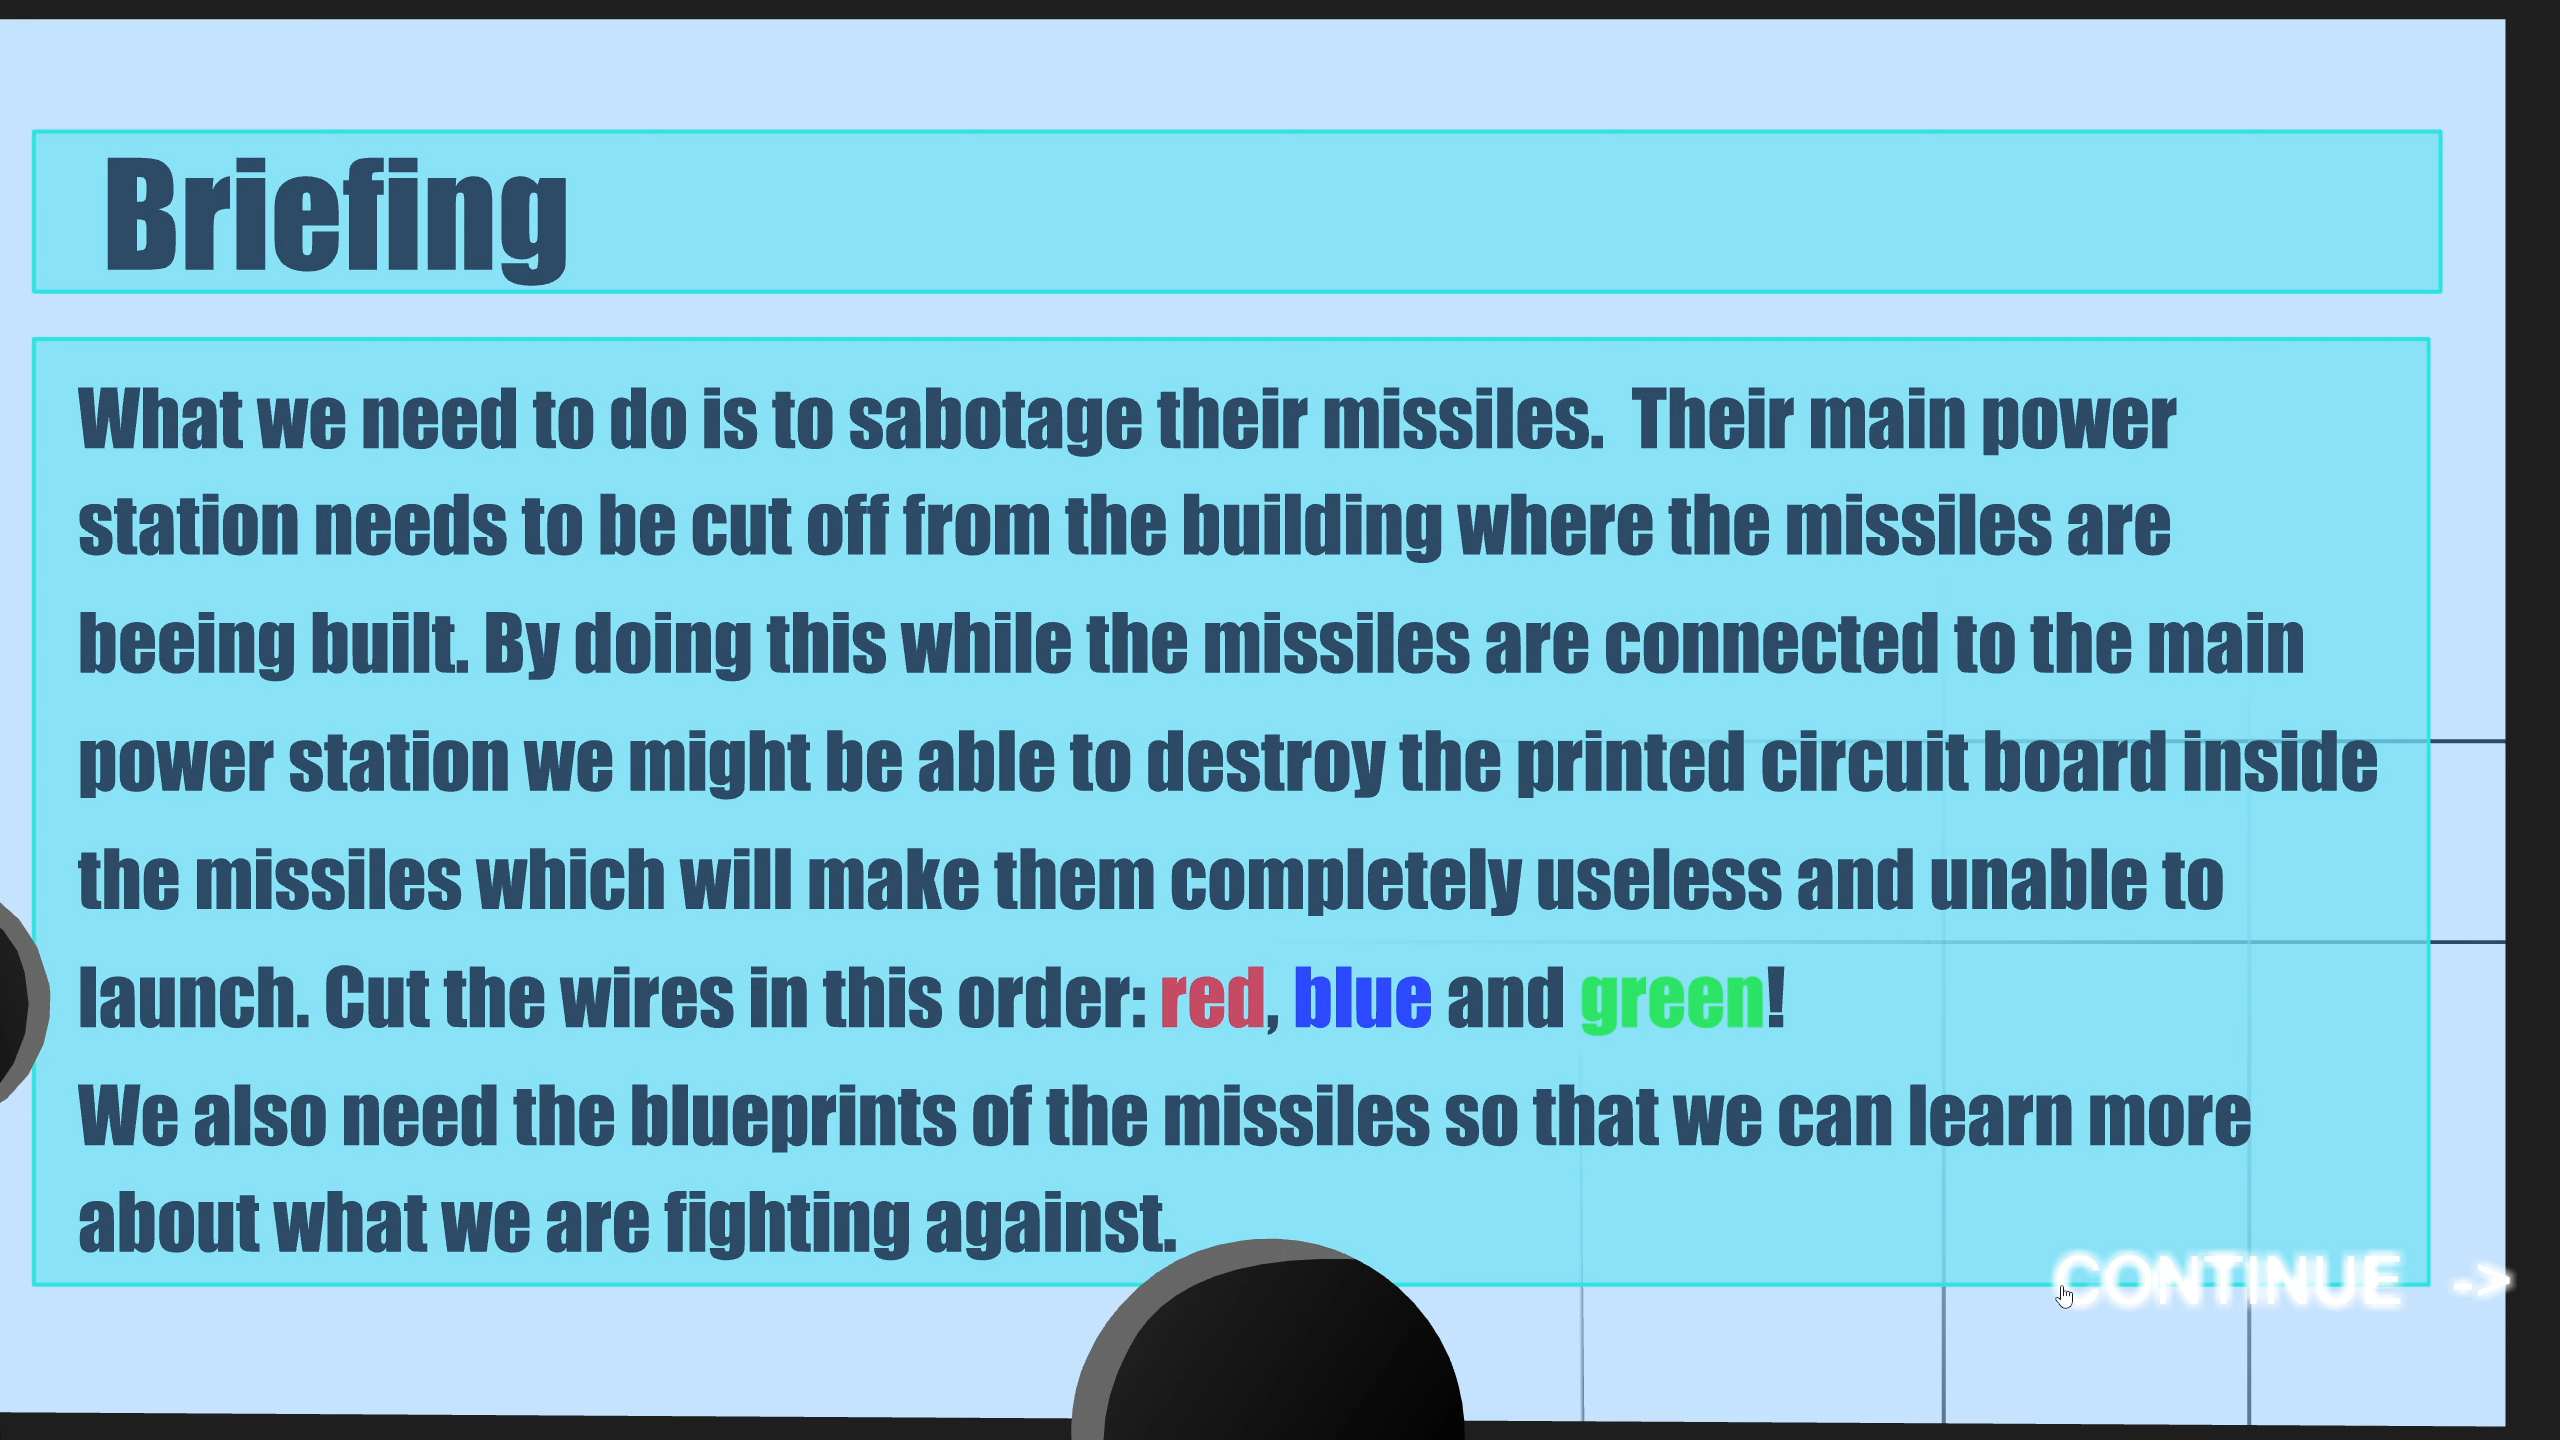 Briefing
What we need to do is to sabotage their missiles.  Their main power
station needs to be cut off from the building where the missiles are
beeing built. By doing this while the missiles are connected to the main
power station we might be able to destroy the printed circuit board inside
the missiles which will make them completely useless and unable to
launch. Cut the wires in this order: red, blue and green!
We also need the blueprints of the missiles so that we can learn more
about what we are fighting against.
CONTINUE ->